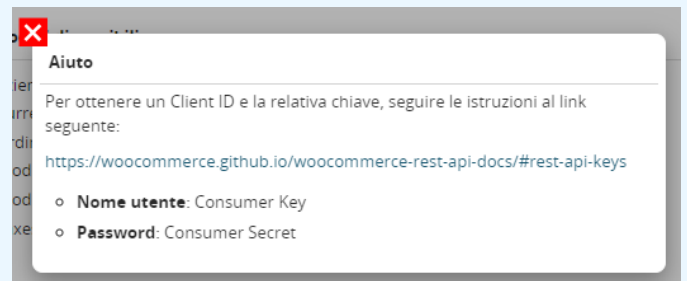 Aiuto
Per ottenere un Client ID e la relativa chiave, seguire le istruzioni al link
seguente:
https://woocommerce.github.io/woocommerce-rest-api-docs/#rest-api-keys
Nome utente: Consumer Key
Password: Consumer Secret